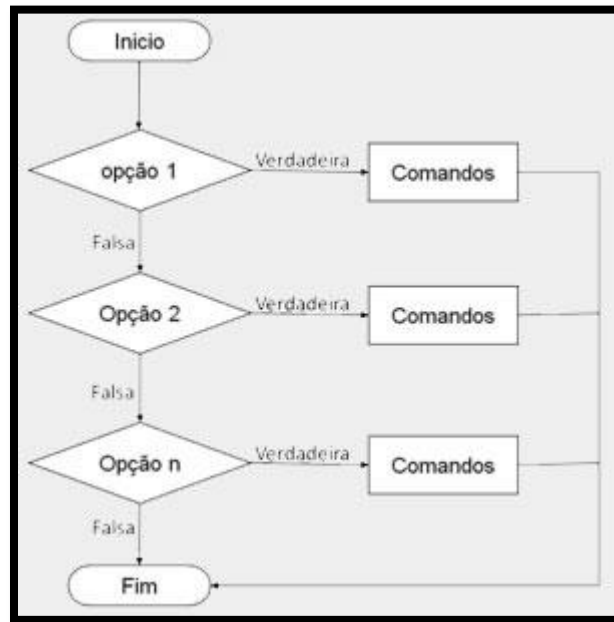 Inicio
opção 1
Verdadeira
Comandos
Falsa
Opção 2
Verdadeira
Comandos
Falsa
Opção n
Verdadeira
Comandos
Falsa
Fim